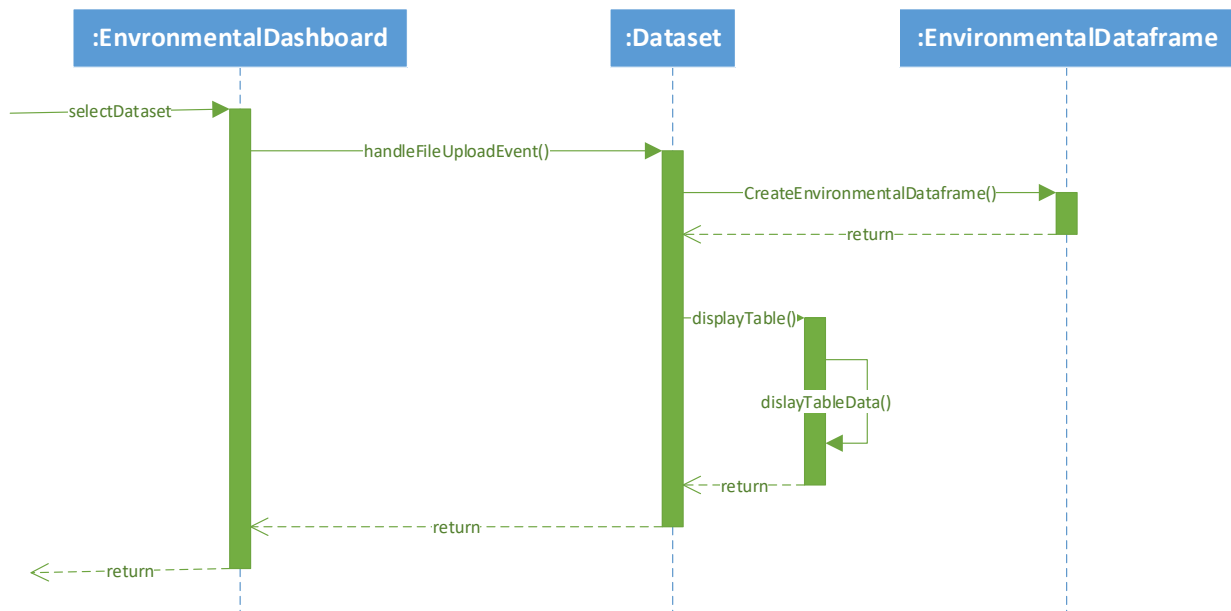 :EnvronmentalDashboard
:Dataset
:EnvironmentalDataframe
selectDataset
handleFileUploadEvent()
CreateEnvironmentalDataframe()
return
displayTable()
dislayTableData()
return
return
return